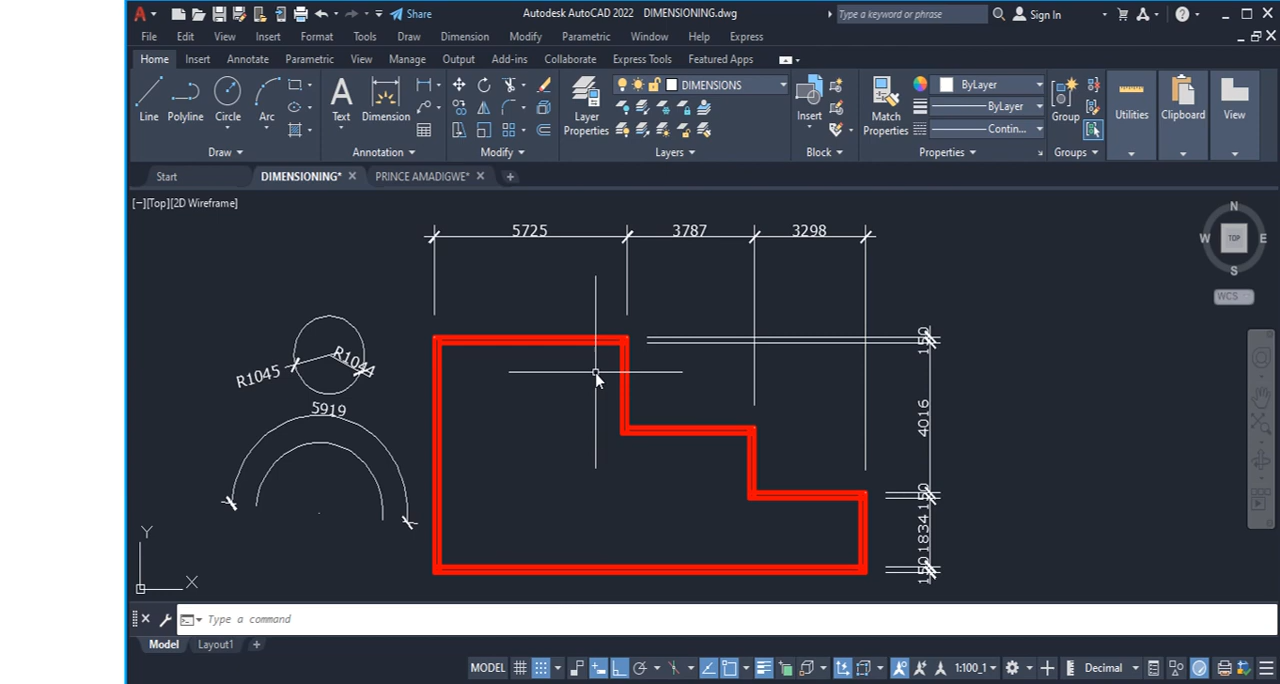 Share
Autodesk AutoCAD 2022 DIMENSIONING.dwg
Type a keyword or phrase
Sign In
File Edit View Insert Format Tools Draw Dimension Modify Parametric Window Help Express
Home Insert Annotate Parametric View Manage Output Add-ins Collaborate Express Tools Featured Apps
DIMENSIONS
ByLayer
ByLayer
Contin...
Line Polyline Circle Arc
Text Dimension
Layer
Properties
Insert
Match
Properties
Group
Utilities
Clipboard
View
Draw
Annotation
Modify
Layers
Block
Properties
Groups
Start DIMENSIONING* PRINCE AMADIGWE*
[−][Top][2D Wireframe]
5725 3787 3298
N
W TOP E
S
WCS
150
4016
150
1834
150
R1045
R1044
5919
Y
X
Type a command
Model Layout1
MODEL
1:100_1
Decimal